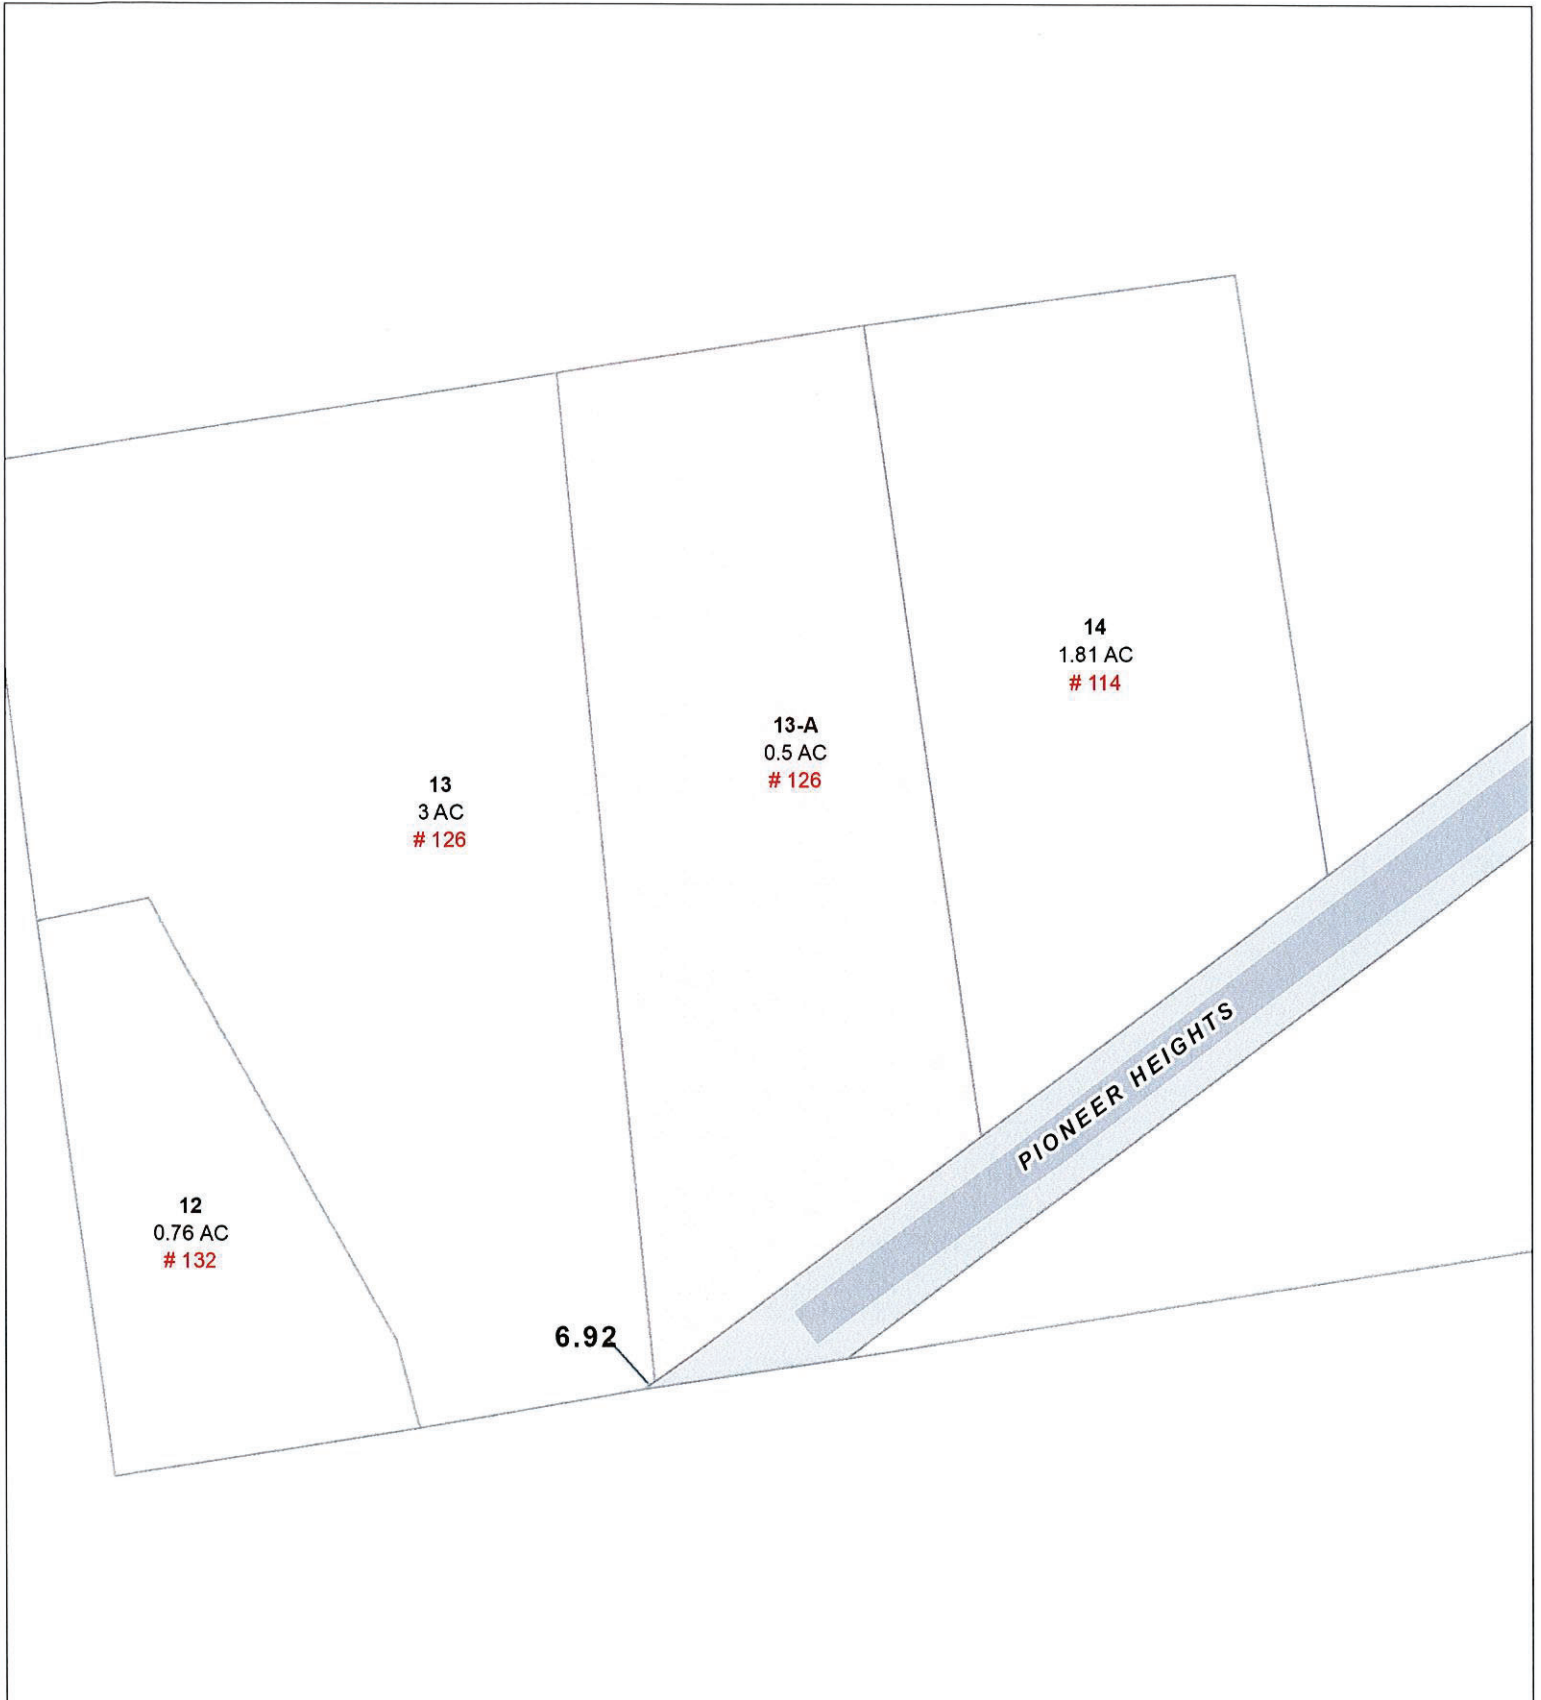 14
1.81 AC
# 114
13-A
0.5 AC
# 126
13
3 AC
# 126
PIONEER HEIGHTS
12
0.76 AC
# 132
6.92